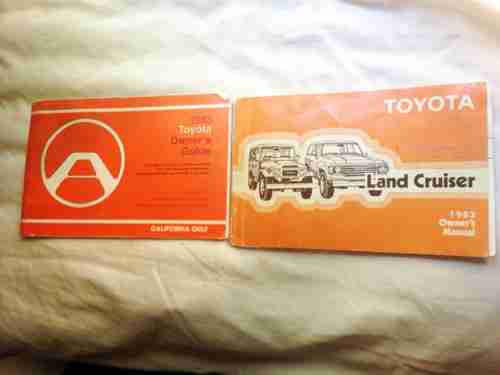 1983
Toyota
Owner's
Guide
CALIFORNIA ONLY
TOYOTA
Land Cruiser
1983
Owner's
Manual